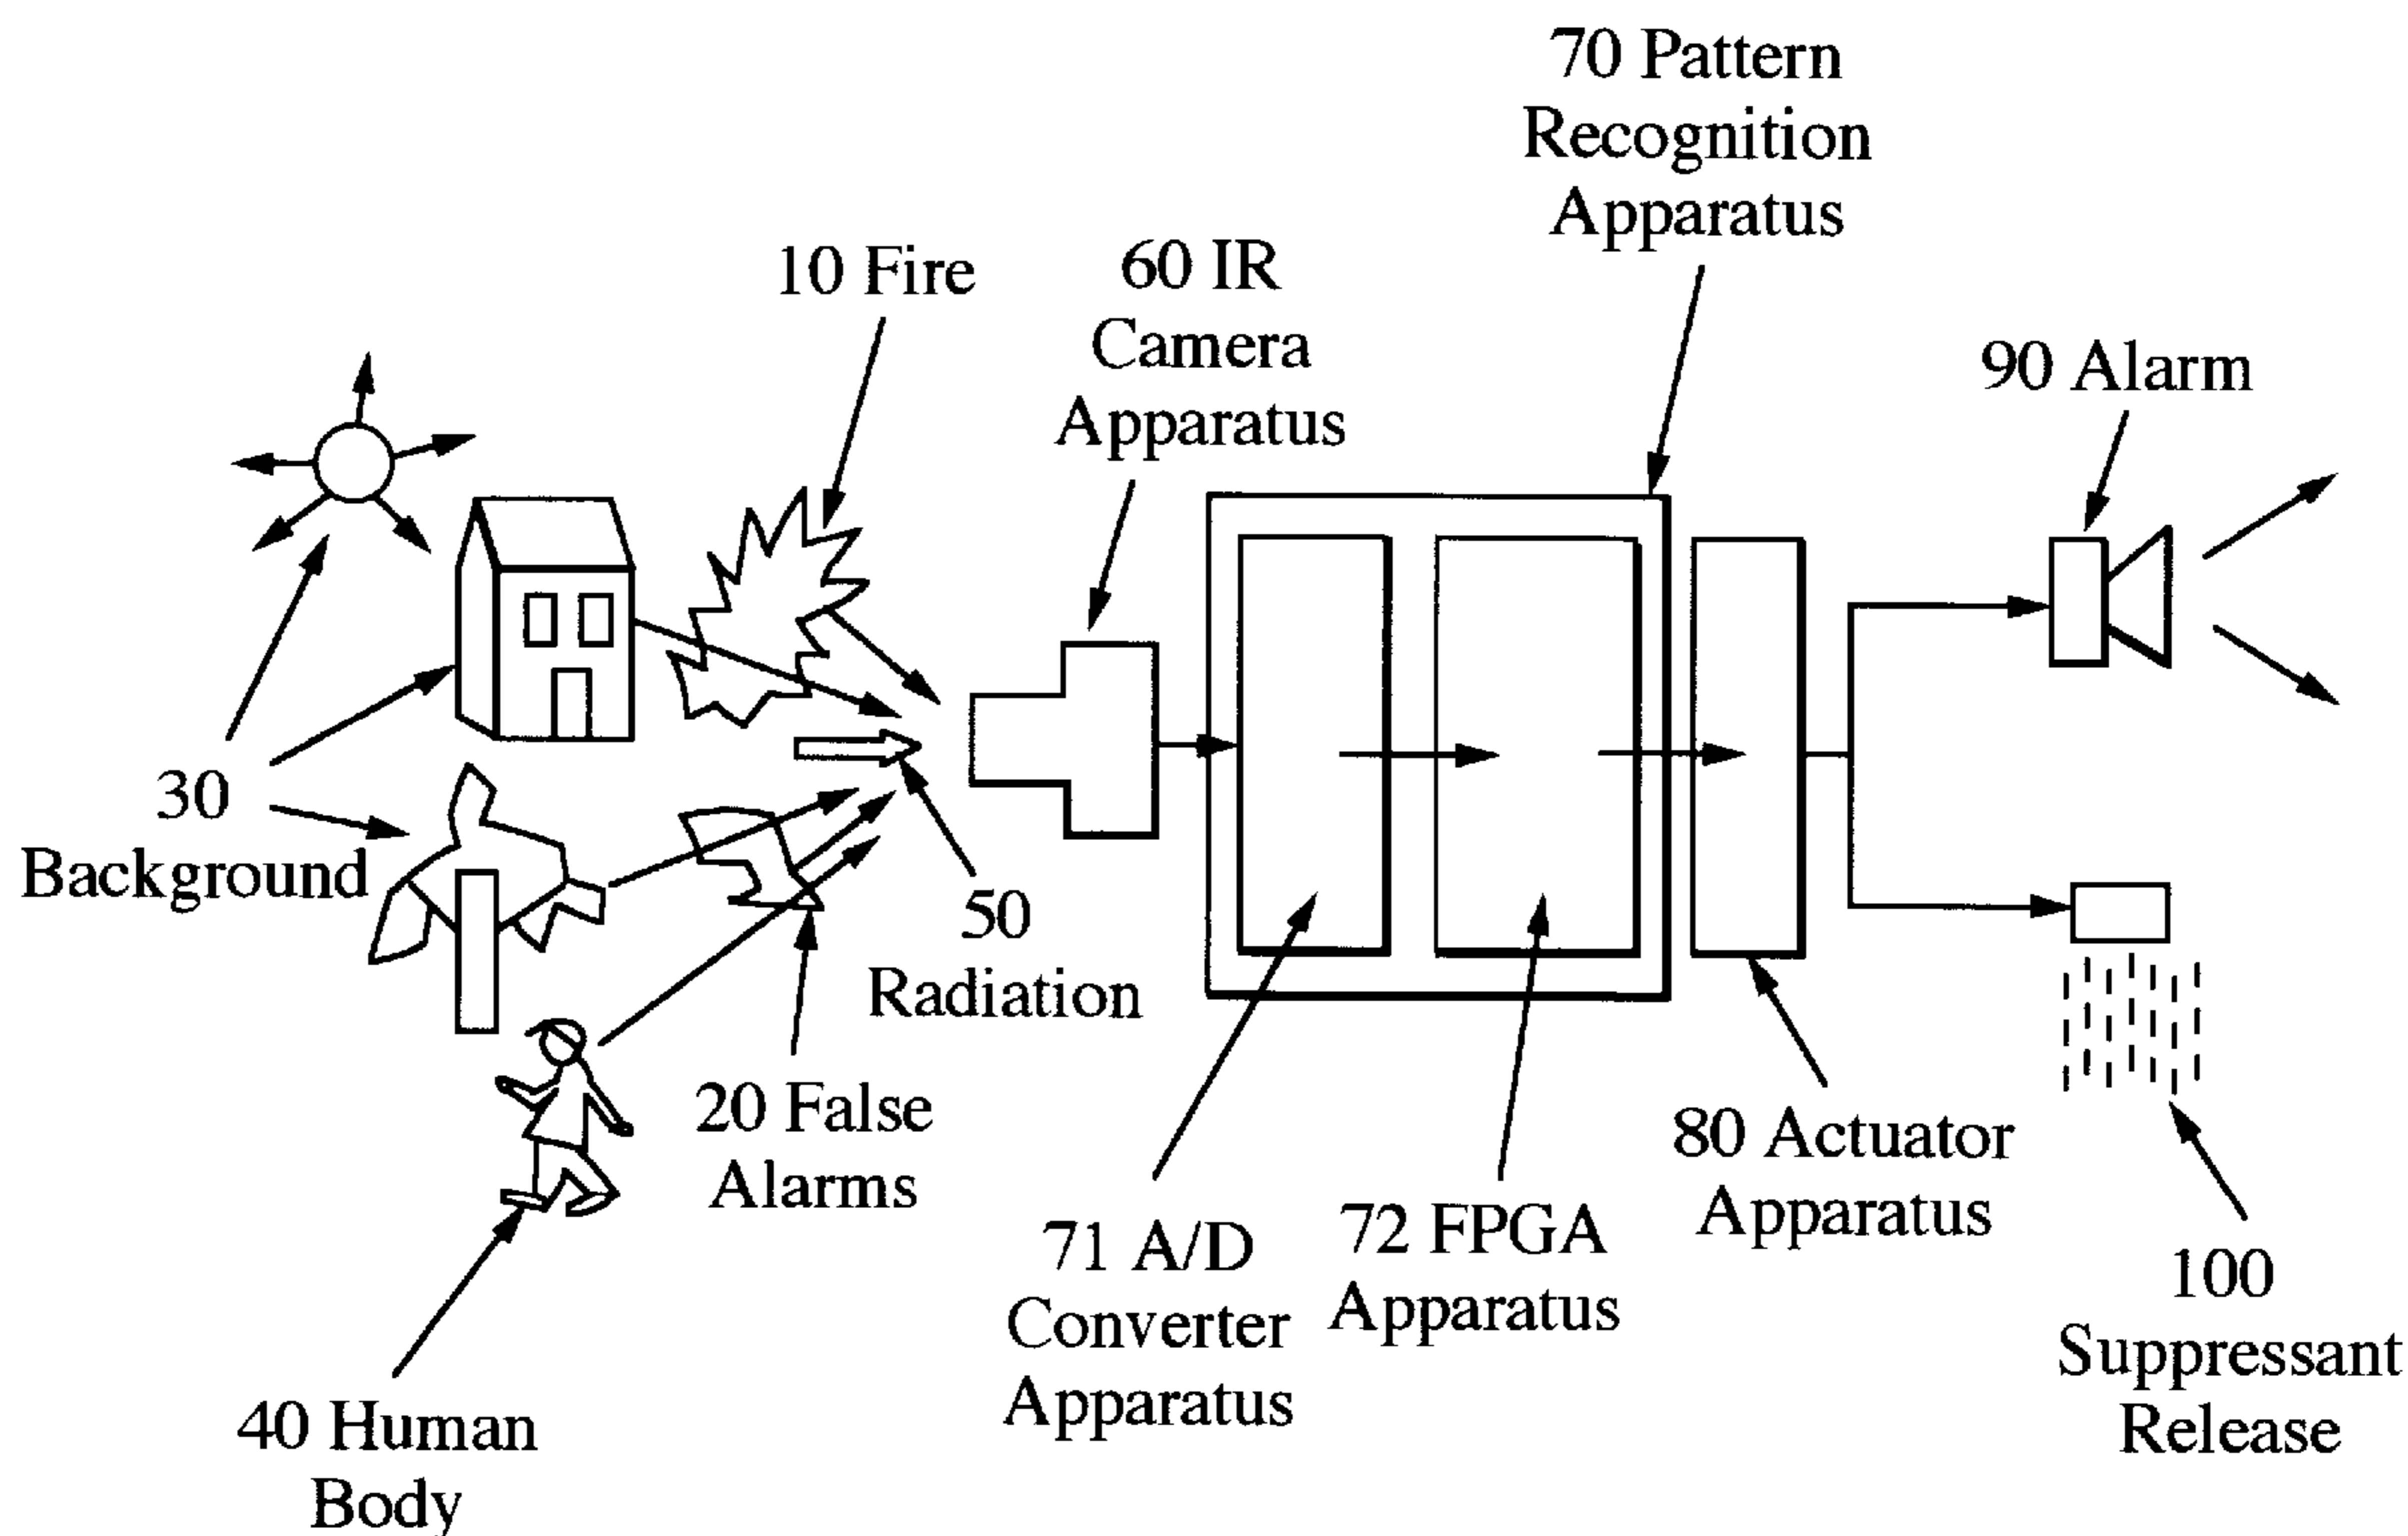 70 Pattern
Recognition
Apparatus
10 Fire
60 IR
Camera
Apparatus
90 Alarm
30
Background
50
Radiation
20 False
Alarms
40 Human
Body
71 A/D
Converter
Apparatus
72 FPGA
Apparatus
80 Actuator
Apparatus
100
Suppressant
Release